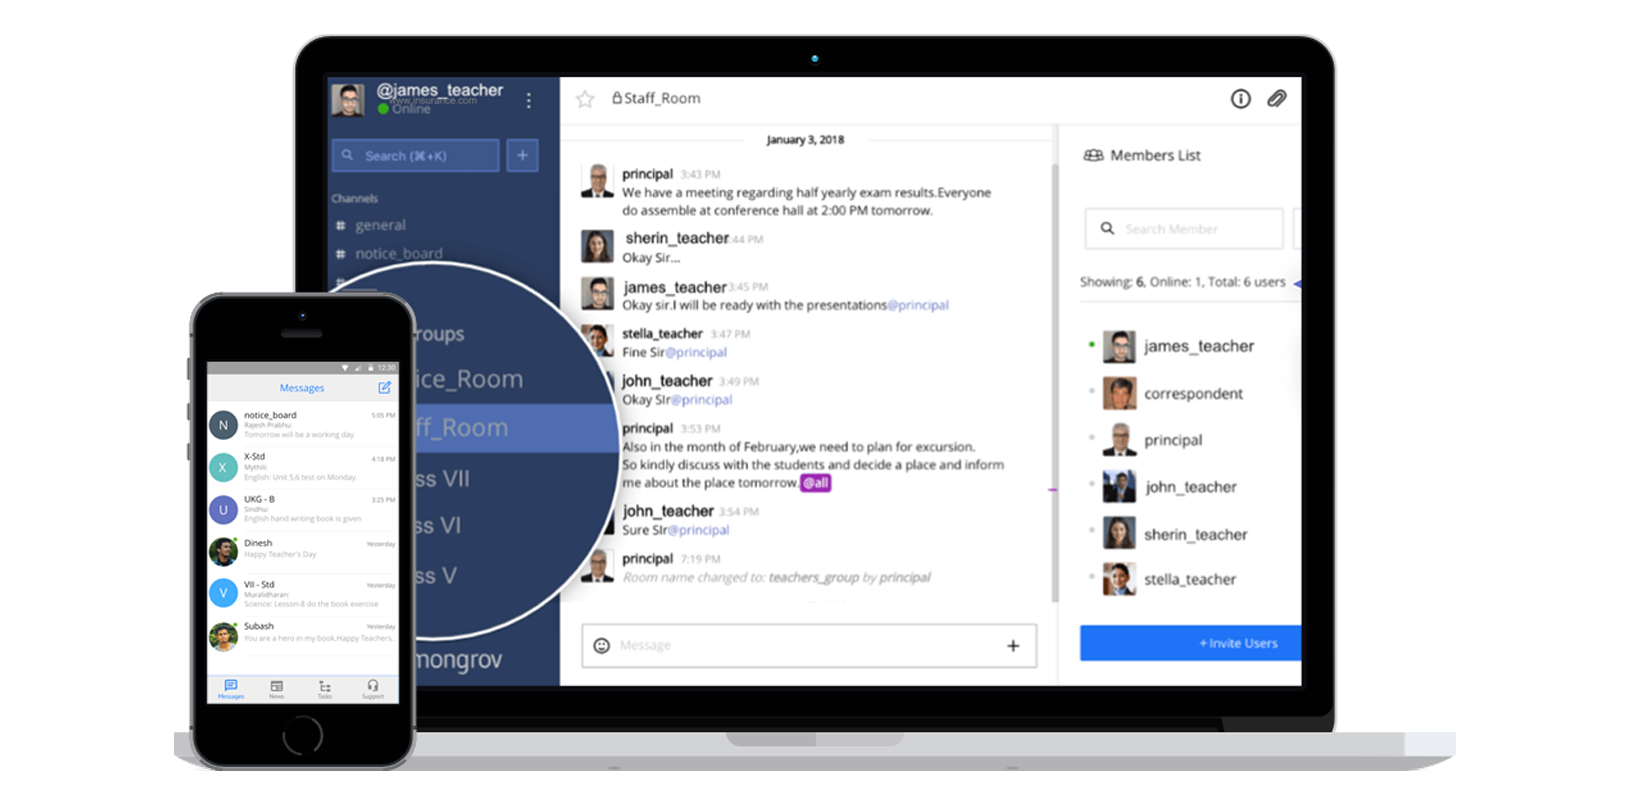 @james_teacher
www.insurance.com
Online
Search (⌘+K)
+
Channels
# general
# notice_board
#
roups
ice_Room
ff_Room
ss VII
ss VI
ss V
mongrov
Staff_Room
January 3, 2018
principal 3:43 PM
We have a meeting regarding half yearly exam results.Everyone
do assemble at conference hall at 2:00 PM tomorrow.
sherin_teacher :44 PM
Okay Sir...
james_teacher 3:45 PM
Okay sir.I will be ready with the presentations@principal
stella_teacher 3:47 PM
Fine Sir@principal
john_teacher 3:49 PM
Okay SIr@principal
principal 3:53 PM
Also in the month of February,we need to plan for excursion.
So kindly discuss with the students and decide a place and inform
me about the place tomorrow.@all
john_teacher 3:54 PM
Sure SIr@principal
principal 7:19 PM
Room name changed to: teachers_group by principal
Message
+
Members List
Search Member
Showing: 6, Online: 1, Total: 6 users
james_teacher
correspondent
principal
john_teacher
sherin_teacher
stella_teacher
+ Invite Users
12:30
Messages
N
notice_board 5:05 PM
Rajesh Prabhu:
Tomorrow will be a working day
X
X-Std 4:18 PM
Mythili:
English: Unit 5,6 test on Monday.
U
UKG - B 3:25 PM
Sindhu:
English hand writing book is given
Dinesh Yesterday
Happy Teacher's Day
V
VII - Std Yesterday
Muralidharan:
Science: Lesson-8 do the book exercise
Subash Yesterday
You are a hero in my book.Happy Teachers...
Messages News Tasks Support